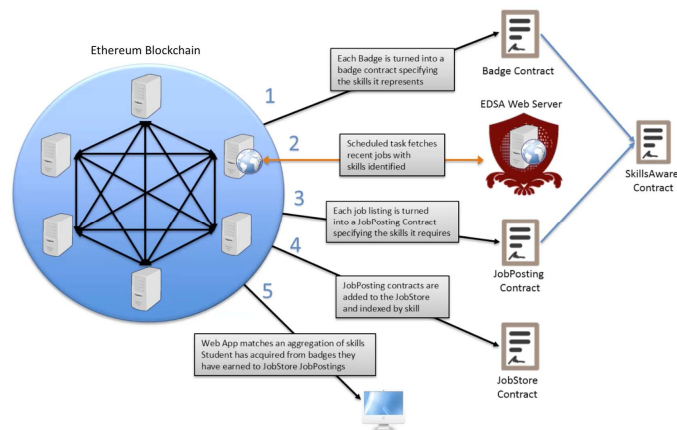 Ethereum Blockchain
1
Each Badge is turned into a
badge contract specifying
the skills it represents
Badge Contract
EDSA Web Server
2
Scheduled task fetches
recent jobs with
skills identified
SkillsAware
Contract
3
Each job listing is turned
into a JobPosting Contract
specifying the skills it requires
JobPosting
Contract
4
JobPosting contracts are
added to the JobStore
and indexed by skill
5
Web App matches an aggregation of skills
Student has acquired from badges they
have earned to JobStore JobPostings
JobStore
Contract